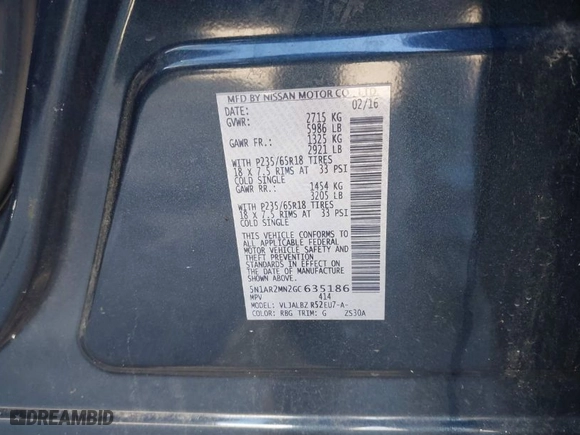 MFD BY NISSAN MOTOR CO., LTD.
DATE: 02/16
GVWR: 2715 KG
5986 LB
GAWR FR.: 1325 KG
2921 LB
WITH P235/65R18 TIRES
18 x 7.5 RIMS AT 33 PSI
COLD SINGLE
GAWR RR.: 1454 KG
3205 LB
WITH P235/65R18 TIRES
18 x 7.5 RIMS AT 33 PSI
COLD SINGLE
THIS VEHICLE CONFORMS TO
ALL APPLICABLE FEDERAL
MOTOR VEHICLE SAFETY
AND THEFT PREVENTION
STANDARDS IN EFFECT ON
THE DATE OF MANUFACTURE
SHOWN ABOVE.
5N1AR2MN2GC635186
MPV 414
MODEL: VLJALBZ R52EU7-A-
COLOR: RBG TRIM: G ZS30A
DREAMBID